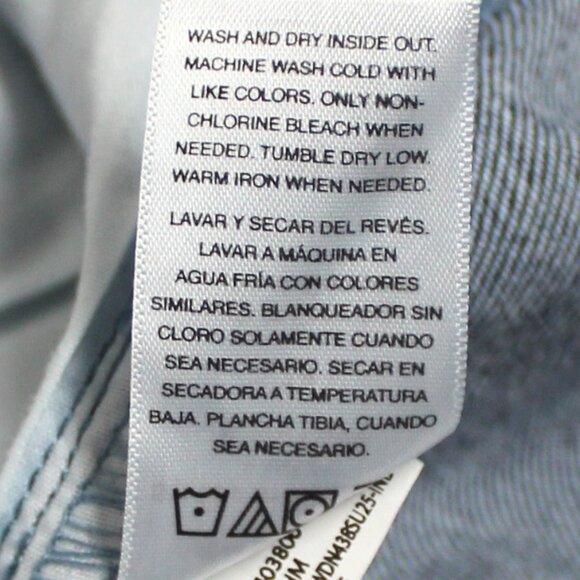 WASH AND DRY INSIDE OUT.
MACHINE WASH COLD WITH
LIKE COLORS. ONLY NON-
CHLORINE BLEACH WHEN
NEEDED. TUMBLE DRY LOW.
WARM IRON WHEN NEEDED.
LAVAR Y SECAR DEL REVÉS.
LAVAR A MÁQUINA EN
AGUA FRÍA CON COLORES
SIMILARES. BLANQUEADOR SIN
CLORO SOLAMENTE CUANDO
SEA NECESARIO. SECAR EN
SECADORA A TEMPERATURA
BAJA. PLANCHA TIBIA, CUANDO
SEA NECESARIO.